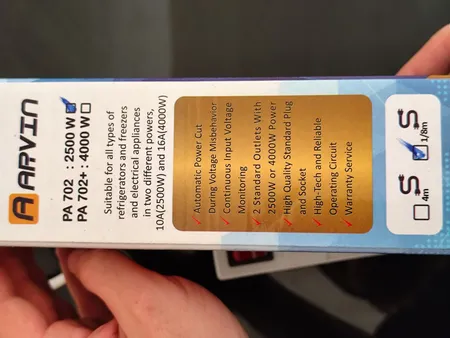 ARVIN
PA 702 : 2500 W
PA 702+ : 4000 W
Suitable for all types of
refrigerators and freezers
and electrical appliances
in two different powers,
10A(2500W) and 16A(4000W)
Automatic Power Cut
During Voltage Misbehavior
Continuous Input Voltage
Monitoring
2 Standard Outlets With
2500W or 4000W Power
High Quality Standard Plug
and Socket
High-Tech and Reliable
Operating Circuit
Warranty Service
4m
1/8m